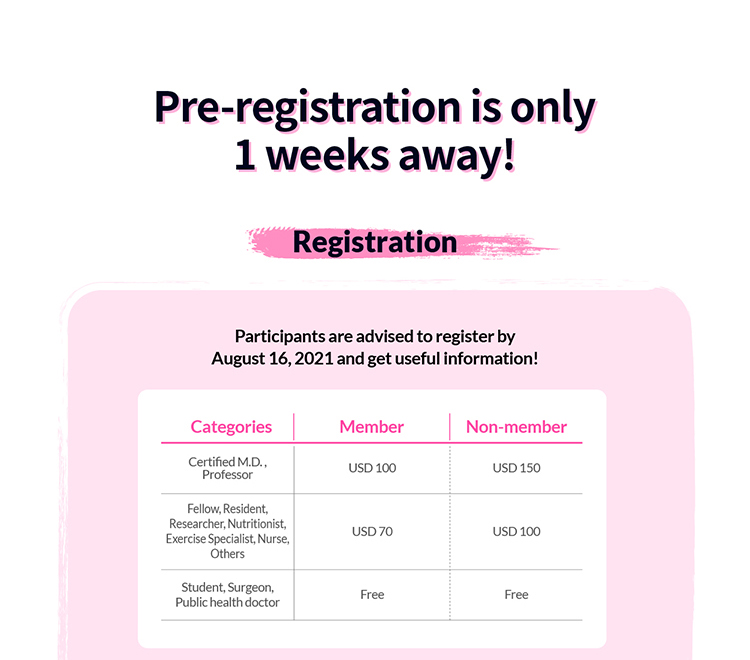 Pre-registration is only
1 weeks away!
Registration
Participants are advised to register by
August 16, 2021 and get useful information!
Categories Member Non-member
Certified M.D. ,
Professor
USD 100 USD 150
Fellow, Resident,
Researcher, Nutritionist,
Exercise Specialist, Nurse,
Others
USD 70 USD 100
Student, Surgeon,
Public health doctor
Free Free